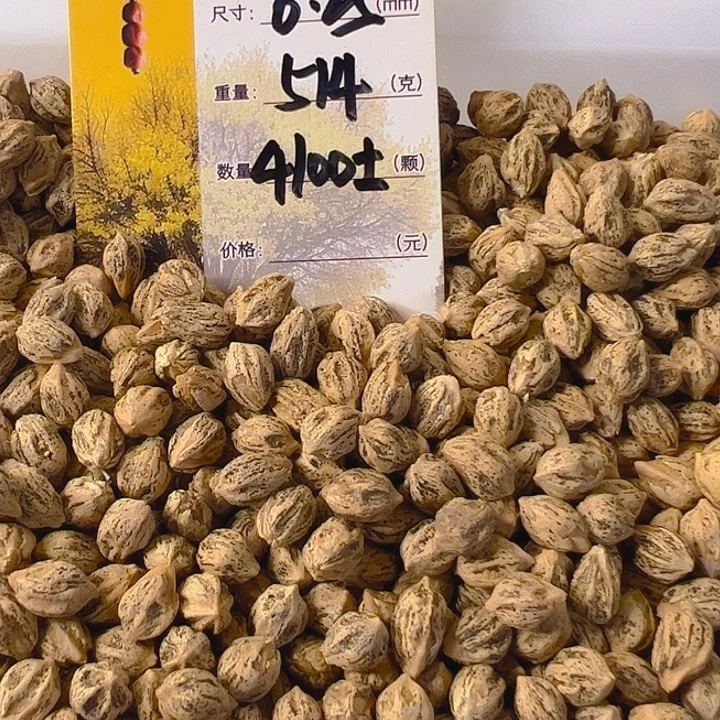 尺寸: (mm)
重量: 514 (克)
数量 4100± (颗)
价格: (元)